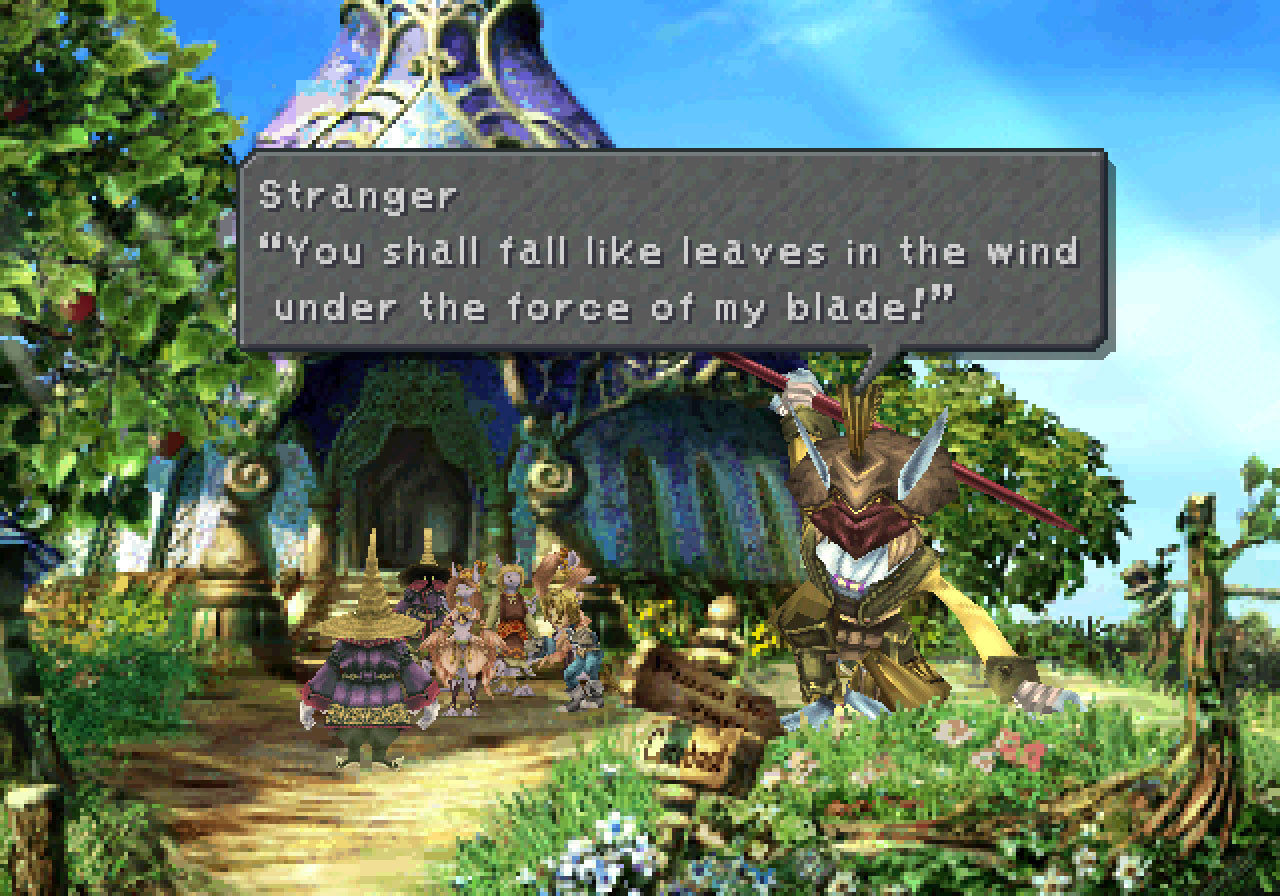 Stranger
“You shall fall like leaves in the wind
under the force of my blade!”